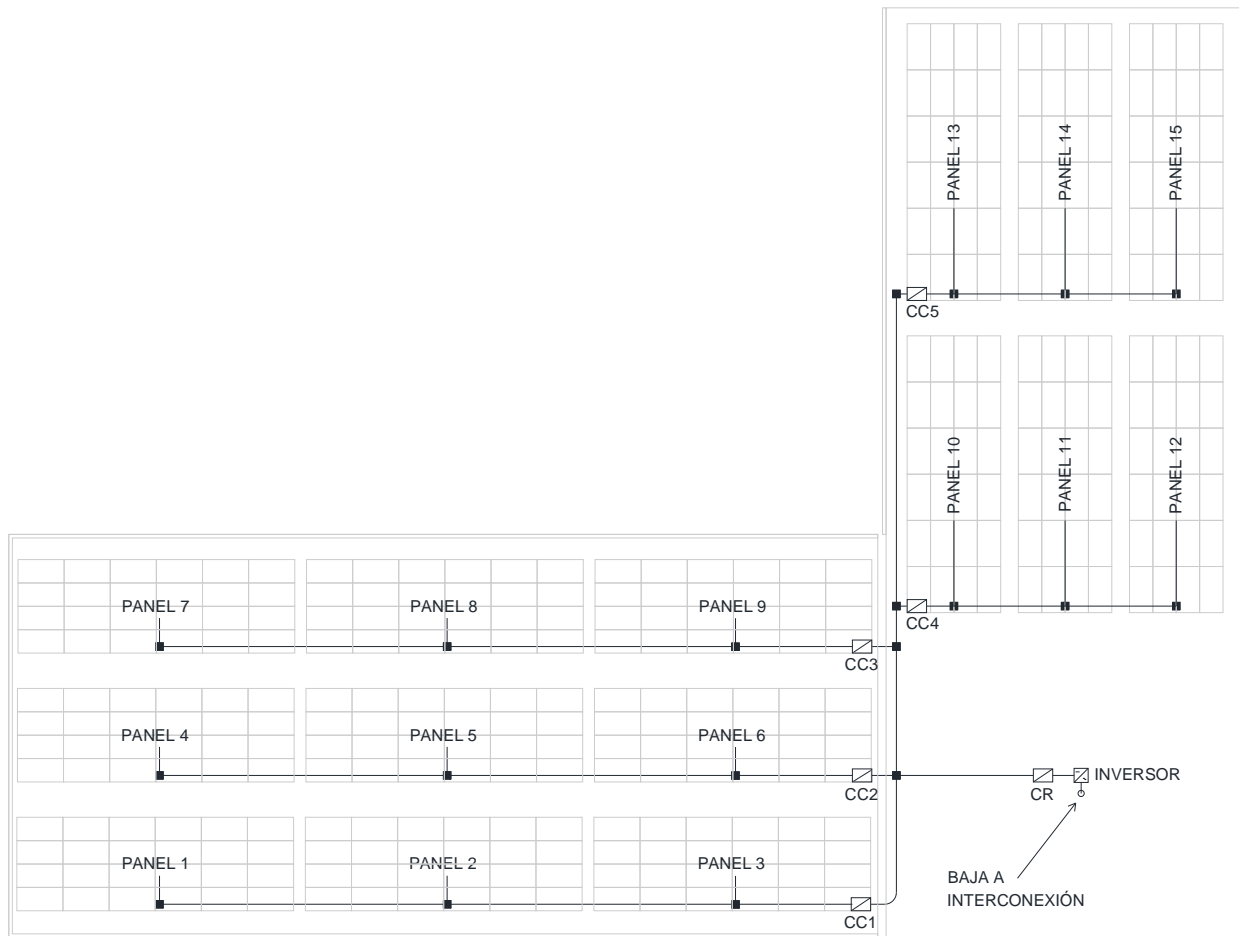 PANEL 13
PANEL 14
PANEL 15
CC5
PANEL 10
PANEL 11
PANEL 12
CC4
PANEL 7
PANEL 8
PANEL 9
CC3
PANEL 4
PANEL 5
PANEL 6
CC2
CR
INVERSOR
PANEL 1
PANEL 2
PANEL 3
CC1
BAJA A
INTERCONEXIÓN